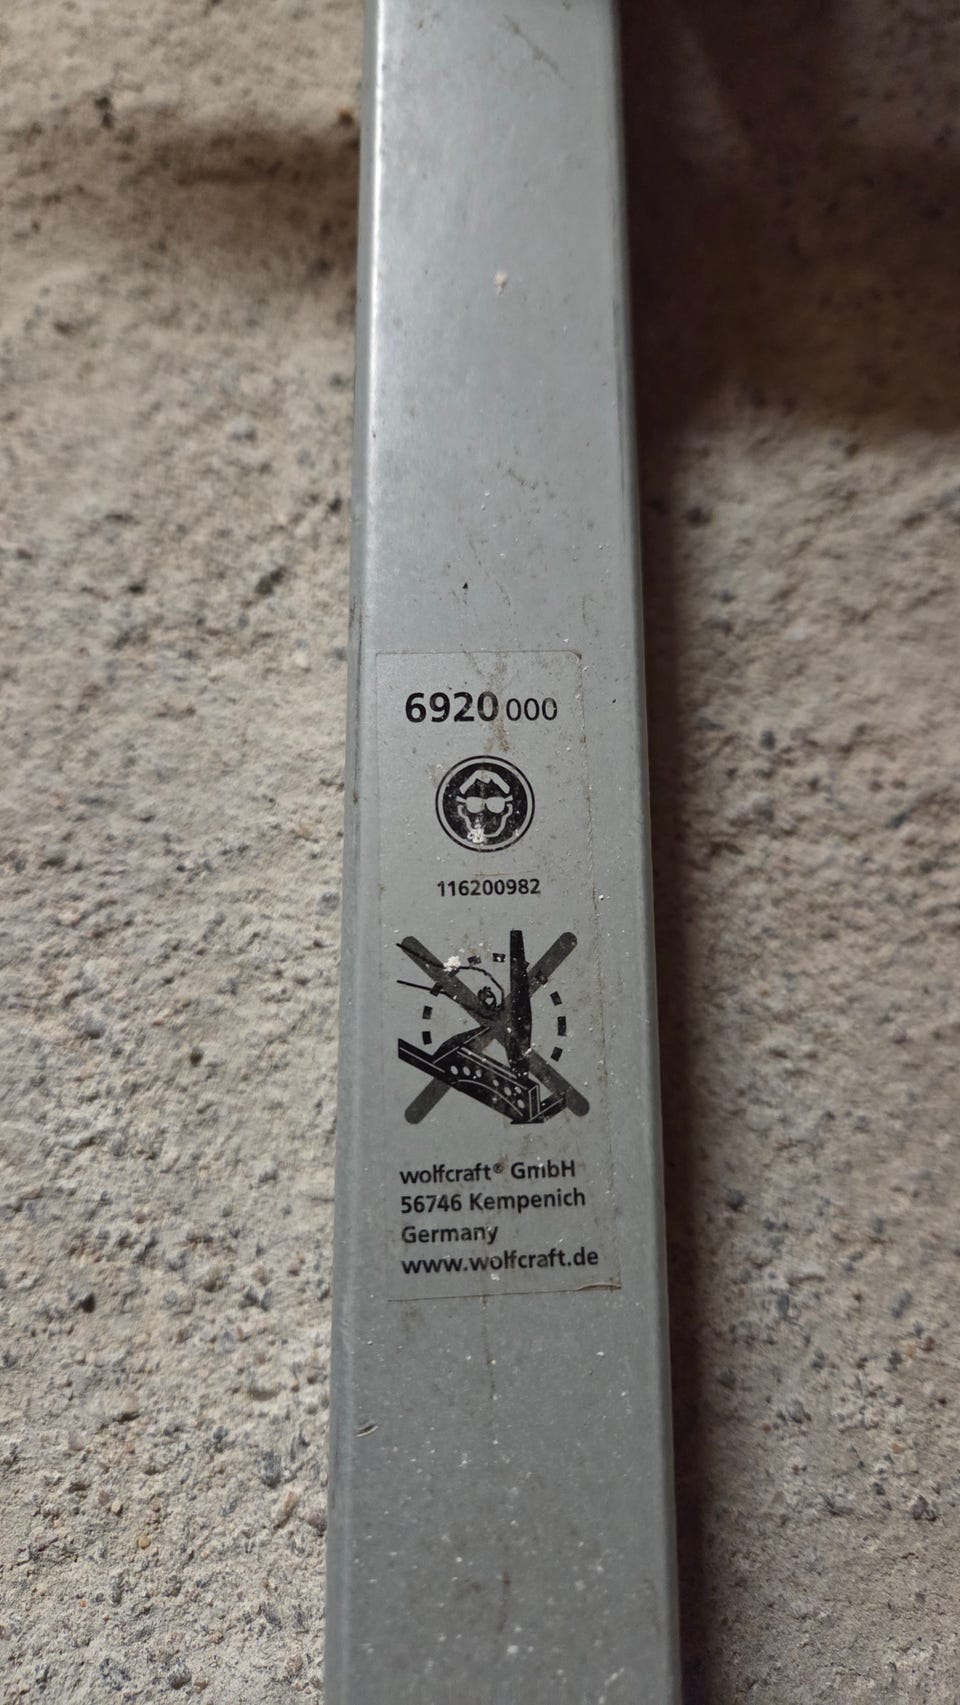 6920 000
116200982
wolfcraft® GmbH
56746 Kempenich
Germany
www.wolfcraft.de